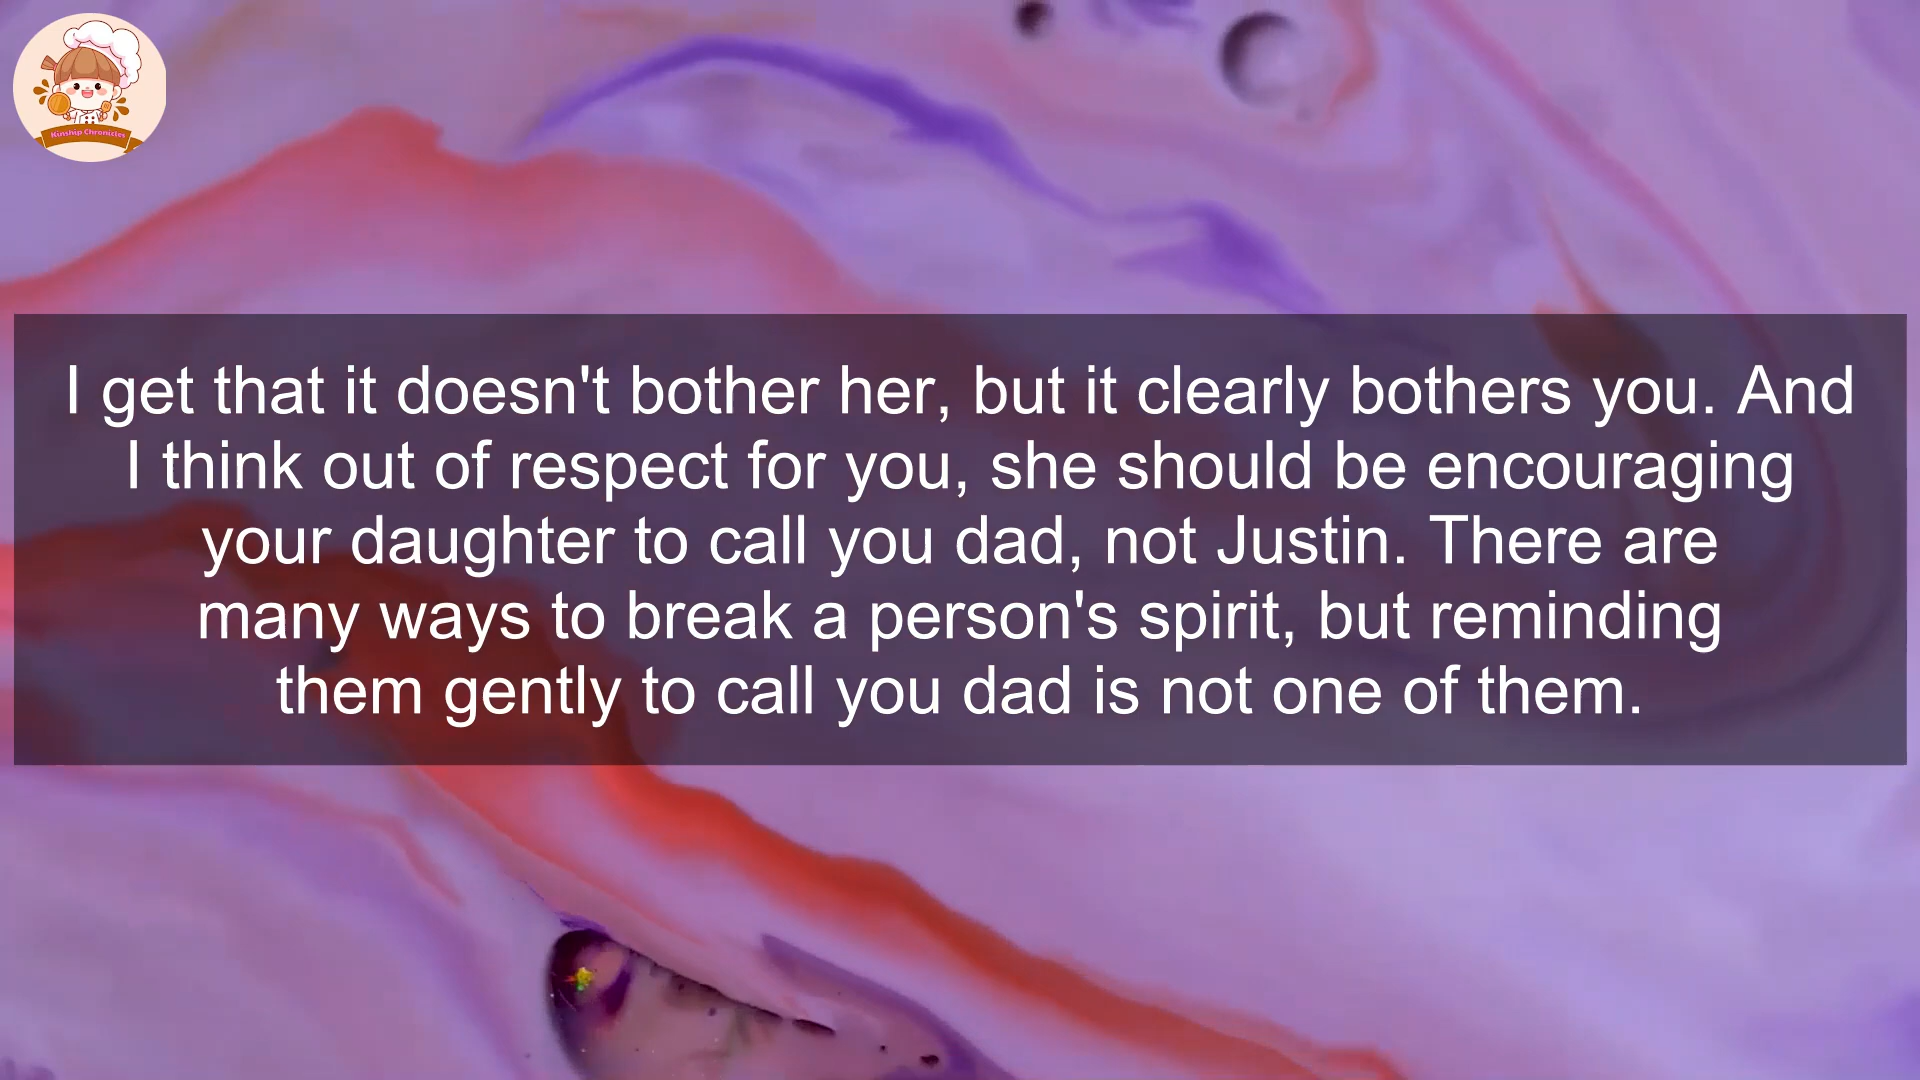 Kinship Chronicles
I get that it doesn't bother her, but it clearly bothers you. And
I think out of respect for you, she should be encouraging
your daughter to call you dad, not Justin. There are
many ways to break a person's spirit, but reminding
them gently to call you dad is not one of them.